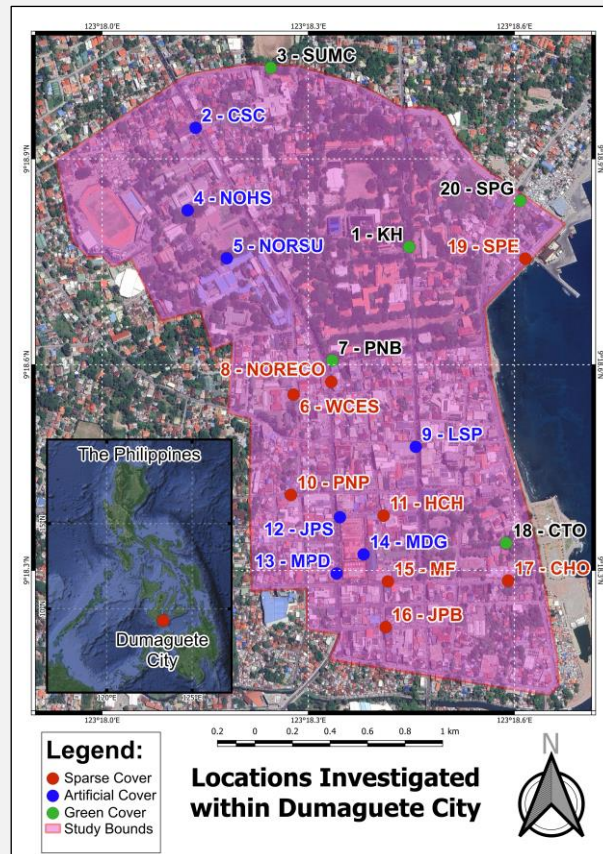 123°18.0'E 123°18.3'E 123°18.6'E
3 - SUMC
2 - CSC
9°18.9'N 9°18.9'N
20 - SPG
4 - NOHS
1 - KH
5 - NORSU
19 - SPE
7 - PNB
9°18.6'N 9°18.6'N
8 - NORECO
6 - WCES
9 - LSP
The Philippines
10 - PNP
11 - HCH
12 - JPS
18 - CTO
14 - MDG
13 - MPD
9°18.3'N
15 - MF
17 - CHO
16 - JPB
Dumaguete
City
120°E 125°E
123°18.0'E 123°18.3'E 123°18.6'E
0.2 0 0.2 0.4 0.6 0.8 1 km
Legend:
Sparse Cover
Artificial Cover
Green Cover
Study Bounds
Locations Investigated
within Dumaguete City
N